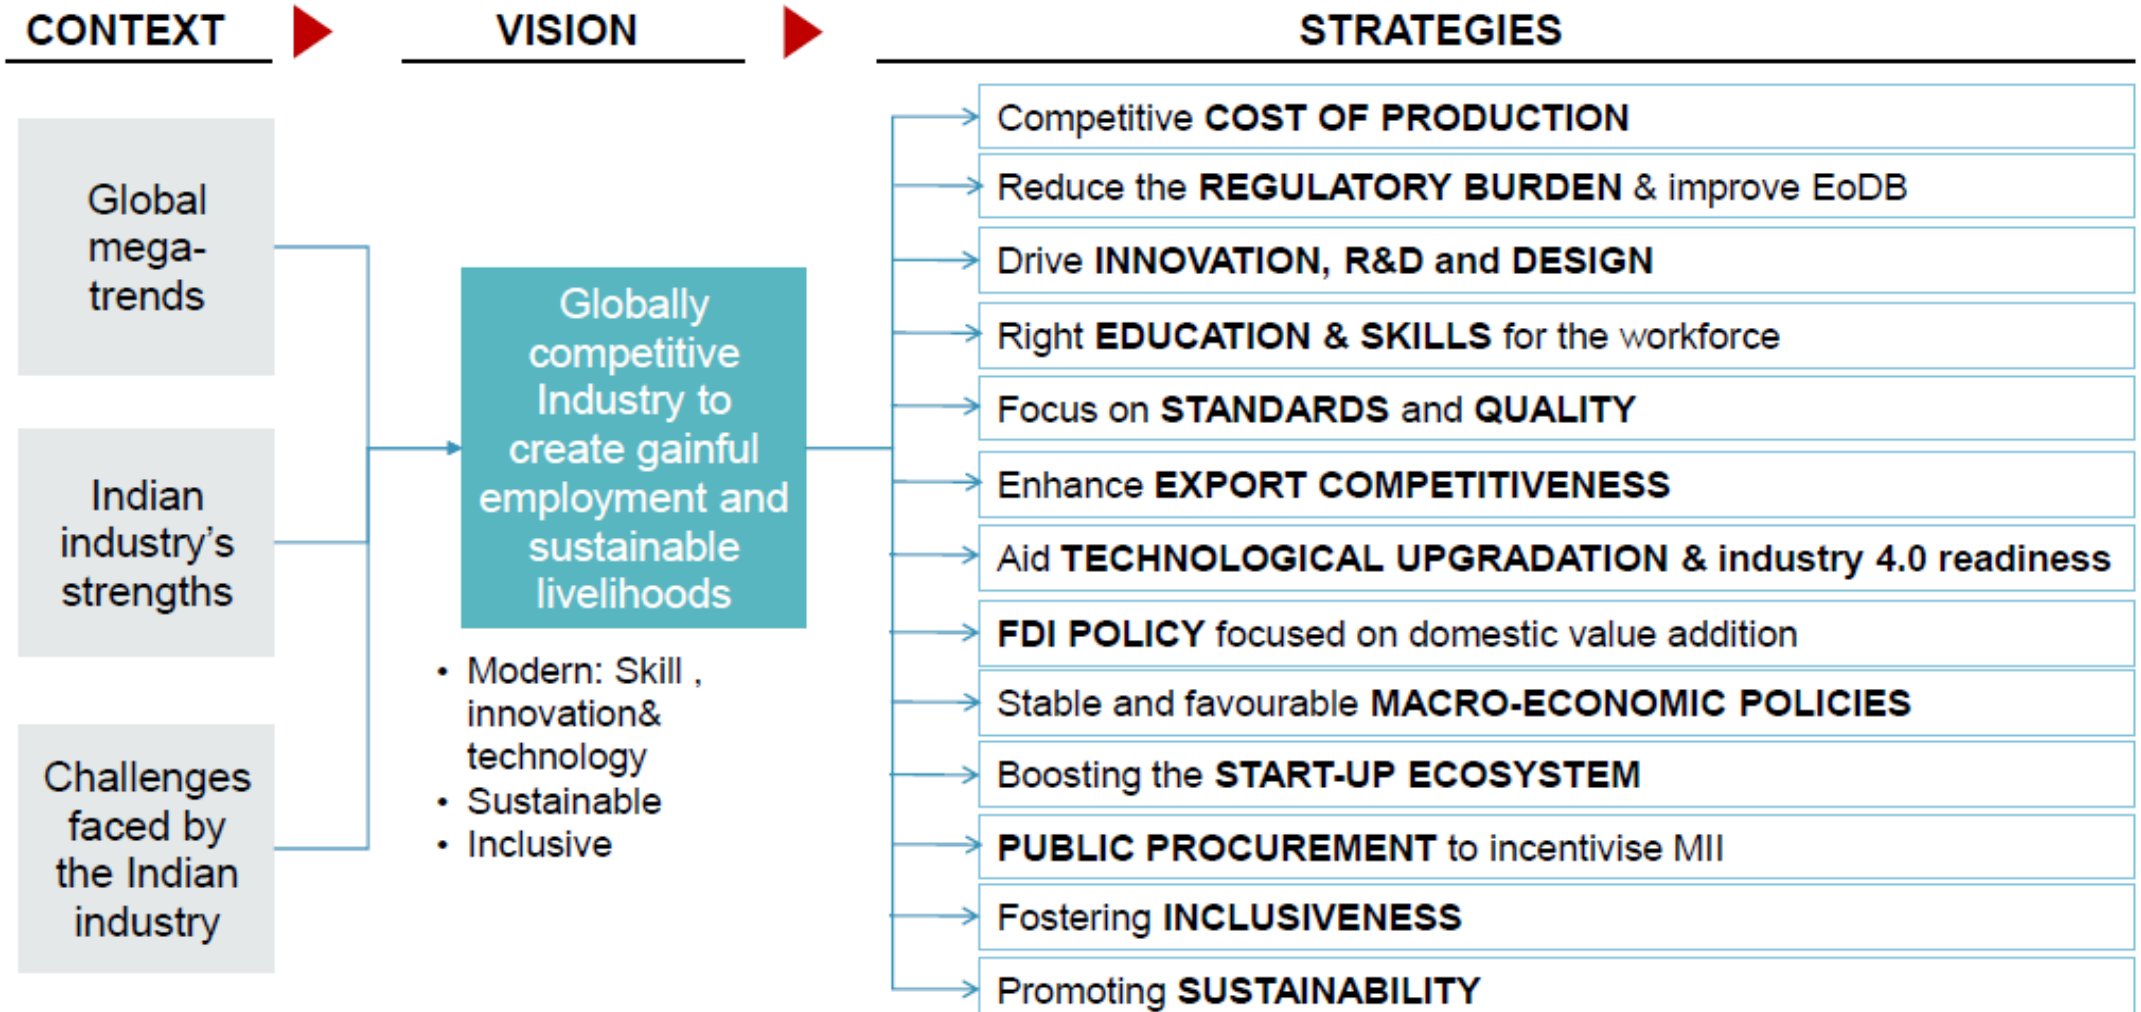 CONTEXT
VISION
STRATEGIES
Global
mega-
trends
Indian
industry's
strengths
Challenges
faced by
the Indian
industry
Globally
competitive
Industry to
create gainful
employment and
sustainable
livelihoods
• Modern: Skill ,
innovation&
technology
• Sustainable
• Inclusive
Competitive COST OF PRODUCTION
Reduce the REGULATORY BURDEN & improve EoDB
Drive INNOVATION, R&D and DESIGN
Right EDUCATION & SKILLS for the workforce
Focus on STANDARDS and QUALITY
Enhance EXPORT COMPETITIVENESS
Aid TECHNOLOGICAL UPGRADATION & industry 4.0 readiness
FDI POLICY focused on domestic value addition
Stable and favourable MACRO-ECONOMIC POLICIES
Boosting the START-UP ECOSYSTEM
PUBLIC PROCUREMENT to incentivise MII
Fostering INCLUSIVENESS
Promoting SUSTAINABILITY